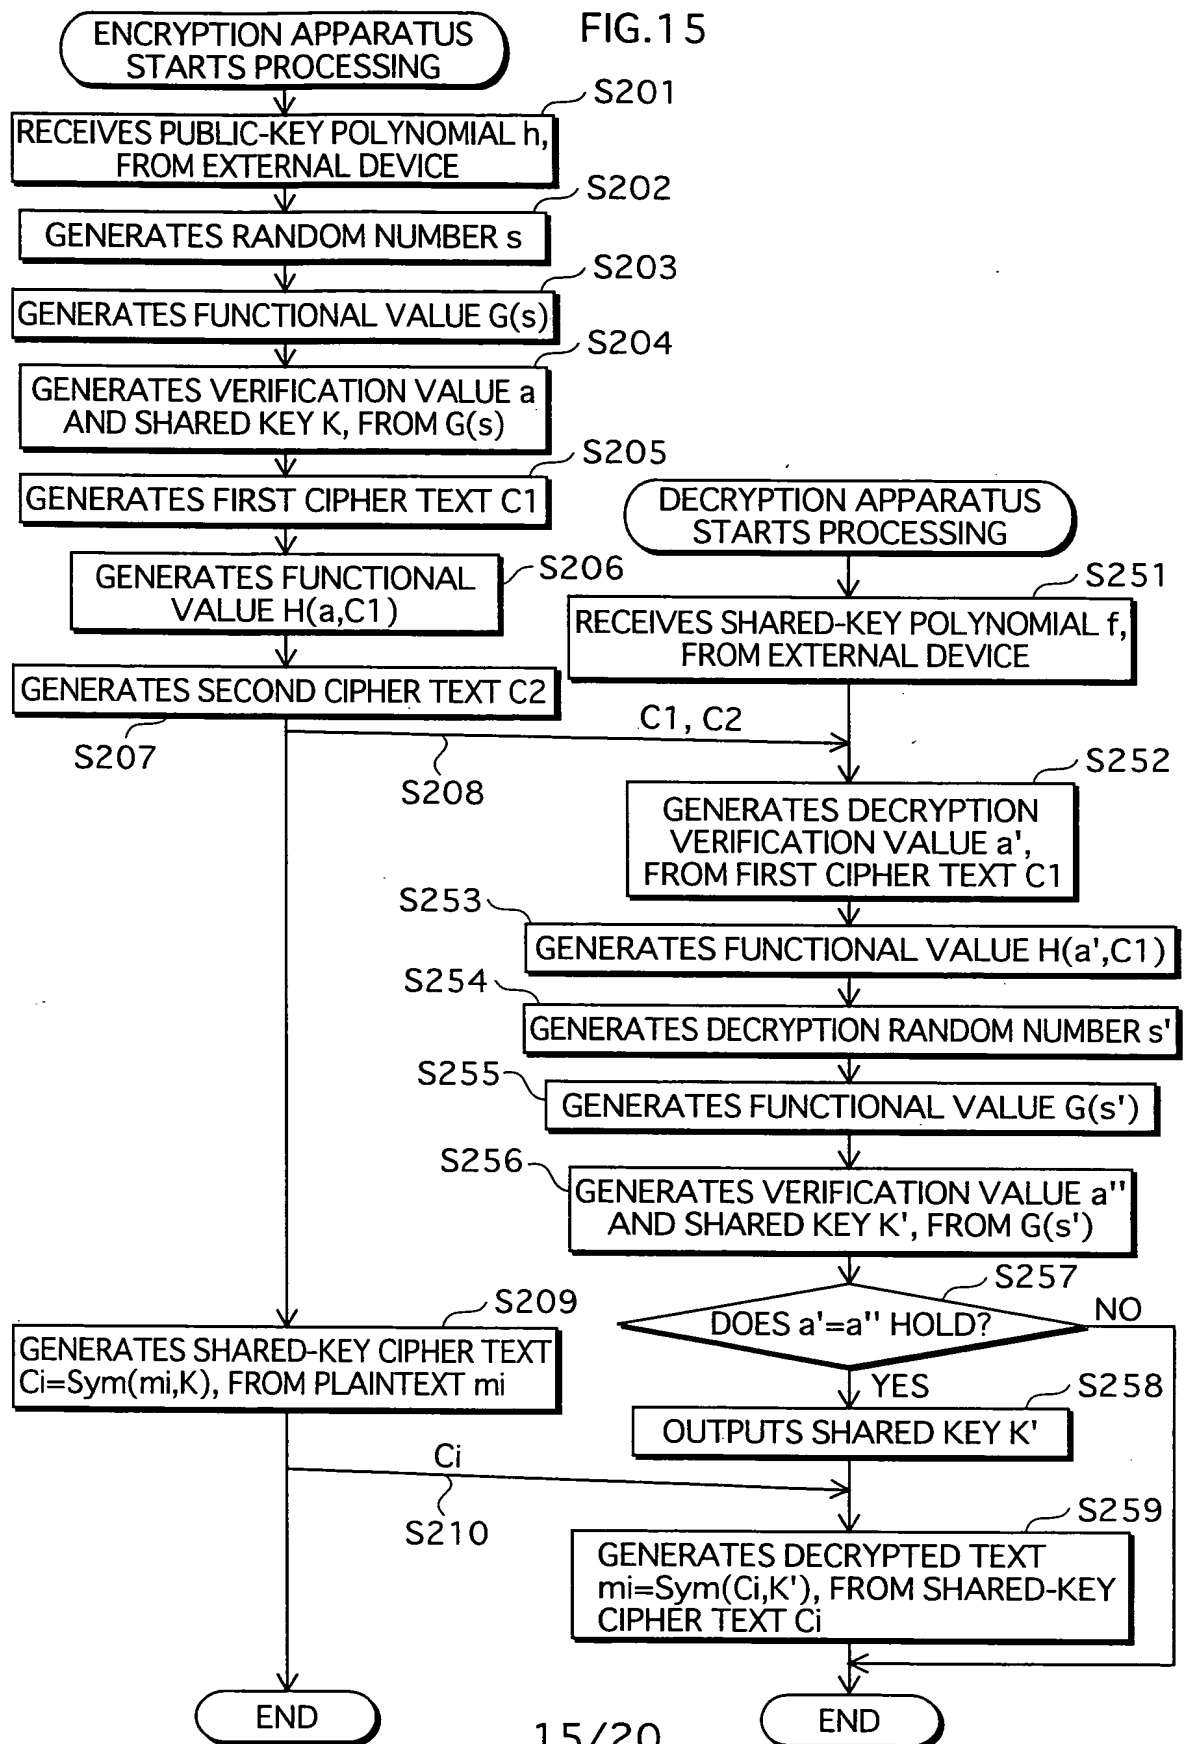 FIG.15
ENCRYPTION APPARATUS
STARTS PROCESSING
S201
RECEIVES PUBLIC-KEY POLYNOMIAL h,
FROM EXTERNAL DEVICE
S202
GENERATES RANDOM NUMBER s
S203
GENERATES FUNCTIONAL VALUE G(s)
S204
GENERATES VERIFICATION VALUE a
AND SHARED KEY K, FROM G(s)
S205
GENERATES FIRST CIPHER TEXT C1
S206
GENERATES FUNCTIONAL
VALUE H(a,C1)
GENERATES SECOND CIPHER TEXT C2
S207
C1, C2
S208
DECRYPTION APPARATUS
STARTS PROCESSING
S251
RECEIVES SHARED-KEY POLYNOMIAL f,
FROM EXTERNAL DEVICE
S252
GENERATES DECRYPTION
VERIFICATION VALUE a',
FROM FIRST CIPHER TEXT C1
S253
GENERATES FUNCTIONAL VALUE H(a',C1)
S254
GENERATES DECRYPTION RANDOM NUMBER s'
S255
GENERATES FUNCTIONAL VALUE G(s')
S256
GENERATES VERIFICATION VALUE a''
AND SHARED KEY K', FROM G(s')
S257
DOES a'=a'' HOLD?
NO
YES
S258
OUTPUTS SHARED KEY K'
S209
GENERATES SHARED-KEY CIPHER TEXT
Ci=Sym(mi,K), FROM PLAINTEXT mi
Ci
S210
S259
GENERATES DECRYPTED TEXT
mi=Sym(Ci,K'), FROM SHARED-KEY
CIPHER TEXT Ci
END
END
15/20